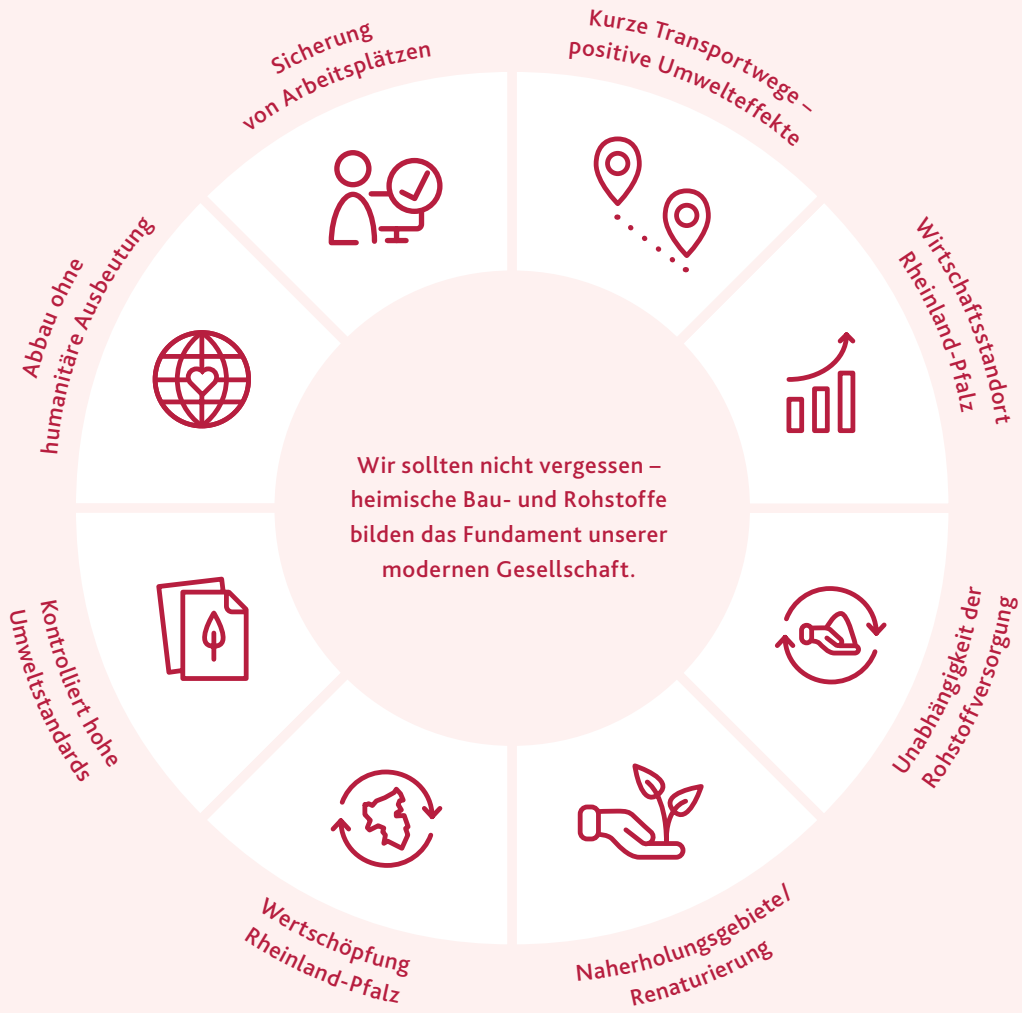 Sicherung
von Arbeitsplätzen
Kurze Transportwege –
positive Umwelteffekte
Wirtschaftsstandort
Rheinland-Pfalz
Unabhängigkeit der
Rohstoffversorgung
Naherholungsgebiete/
Renaturierung
Wertschöpfung
Rheinland-Pfalz
Kontrolliert hohe
Umweltstandards
Abbau ohne
humanitäre Ausbeutung
Wir sollten nicht vergessen –
heimische Bau- und Rohstoffe
bilden das Fundament unserer
modernen Gesellschaft.